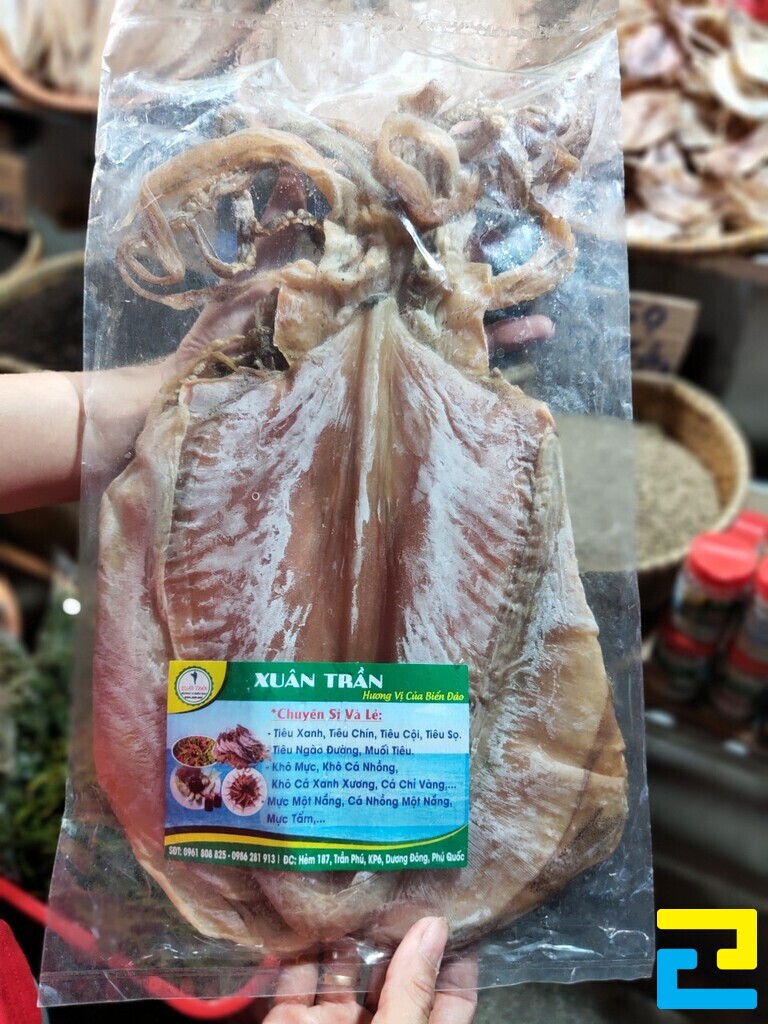 XUÂN TRẦN
Hương Vị Của Biển Đảo
XUÂN TRẦN
*Chuyên Sỉ Và Lẻ:
- Tiêu Xanh, Tiêu Chín, Tiêu Cội, Tiêu Sọ.
- Tiêu Ngào Đường, Muối Tiêu.
- Khô Mực, Khô Cá Nhồng,
Khô Cá Xanh Xương, Cá Chỉ Vàng,...
- Mực Một Nắng, Cá Nhồng Một Nắng,
Mực Tẩm,...
SĐT: 0961 808 825 - 0986 281 913 | ĐC: Hẻm 187, Trần Phú, KP6, Dương Đông, Phú Quốc